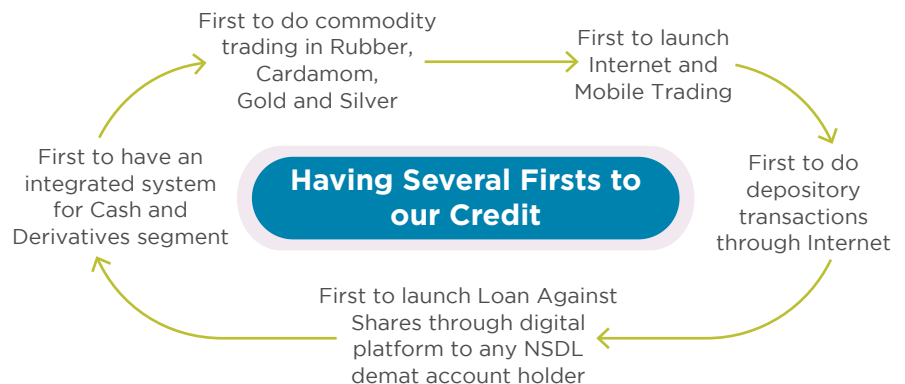 First to do commodity
trading in Rubber,
Cardamom,
Gold and Silver
First to launch
Internet and
Mobile Trading
First to have an
integrated system
for Cash and
Derivatives segment
Having Several Firsts to
our Credit
First to do
depository
transactions
through Internet
First to launch Loan Against
Shares through digital
platform to any NSDL
demat account holder